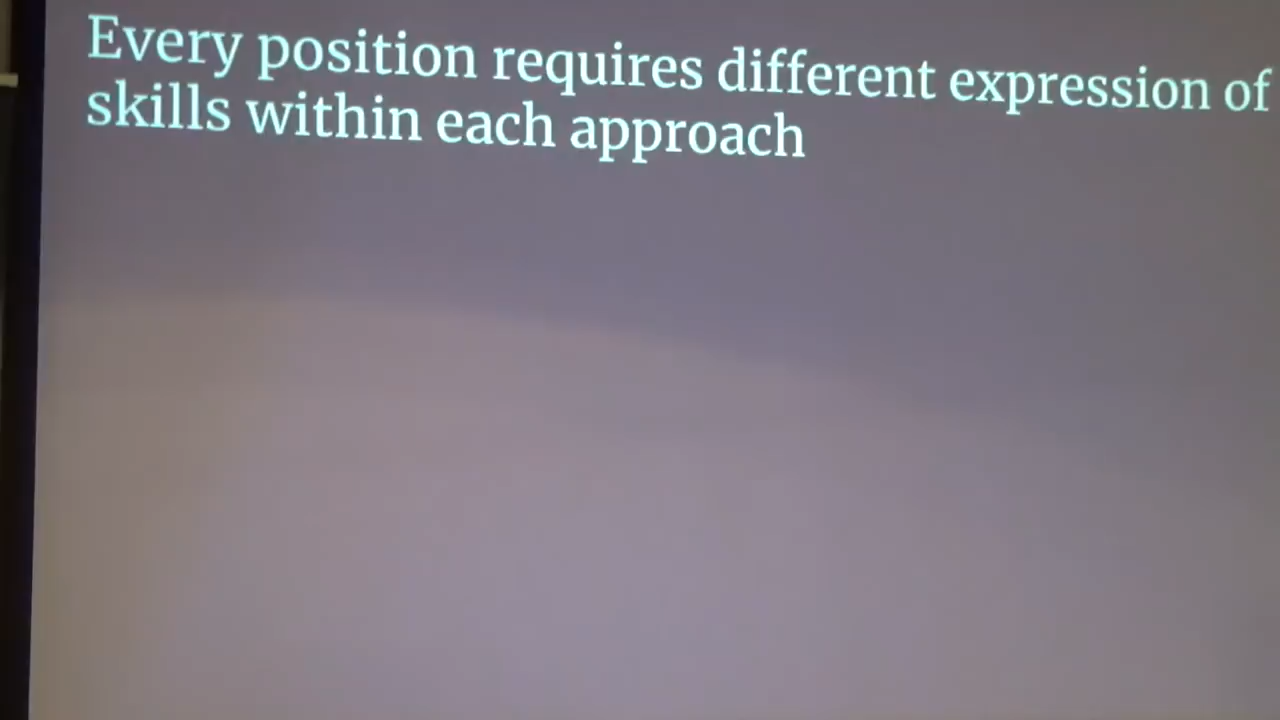 Every position requires different expression of
skills within each approach